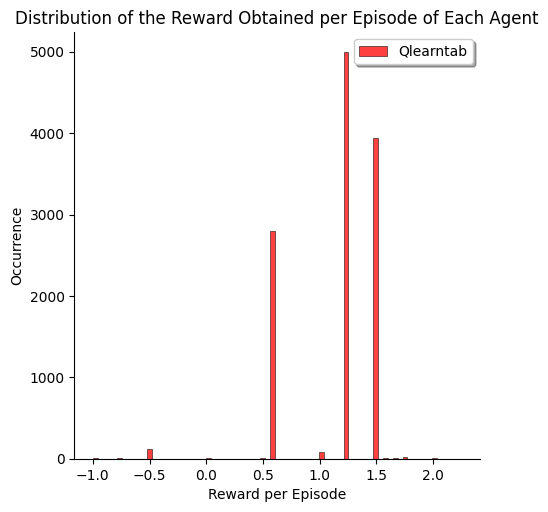 Distribution of the Reward Obtained per Episode of Each Agent
Qlearntab
5000
4000
3000
2000
1000
0
Occurrence
−1.0 −0.5 0.0 0.5 1.0 1.5 2.0
Reward per Episode